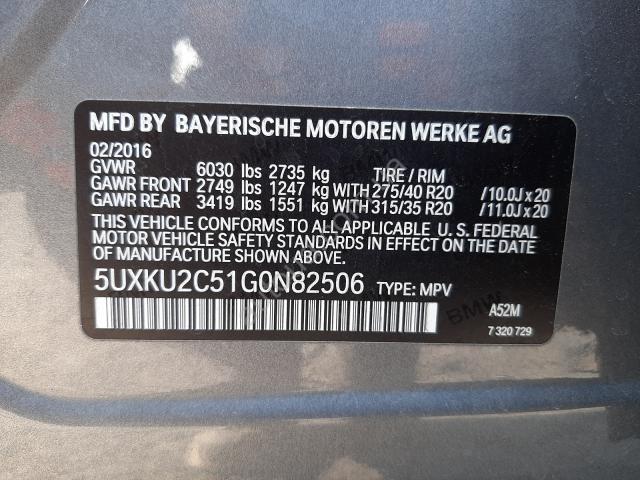 MFD BY BAYERISCHE MOTOREN WERKE AG
02/2016
GVWR 6030 lbs 2735 kg TIRE / RIM
GAWR FRONT 2749 lbs 1247 kg WITH 275/40 R20 /10.0J x 20
GAWR REAR 3419 lbs 1551 kg WITH 315/35 R20 /11.0J x 20
THIS VEHICLE CONFORMS TO ALL APPLICABLE U.S. FEDERAL
MOTOR VEHICLE SAFETY STANDARDS IN EFFECT ON THE DATE OF
MANUFACTURE SHOWN ABOVE.
5UXKU2C51G0N82506 TYPE: MPV
A52M
7 320 729
BMW